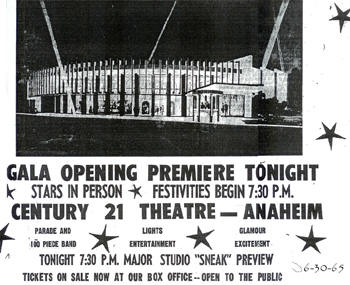 GALA OPENING PREMIERE TONIGHT
STARS IN PERSON FESTIVITIES BEGIN 7:30 P.M.
CENTURY 21 THEATRE — ANAHEIM
PARADE AND LIGHTS GLAMOUR
100 PIECE BAND ENTERTAINMENT EXCITEMENT
TONIGHT 7:30 P.M. MAJOR STUDIO "SNEAK" PREVIEW
6-30-65
TICKETS ON SALE NOW AT OUR BOX OFFICE—OPEN TO THE PUBLIC